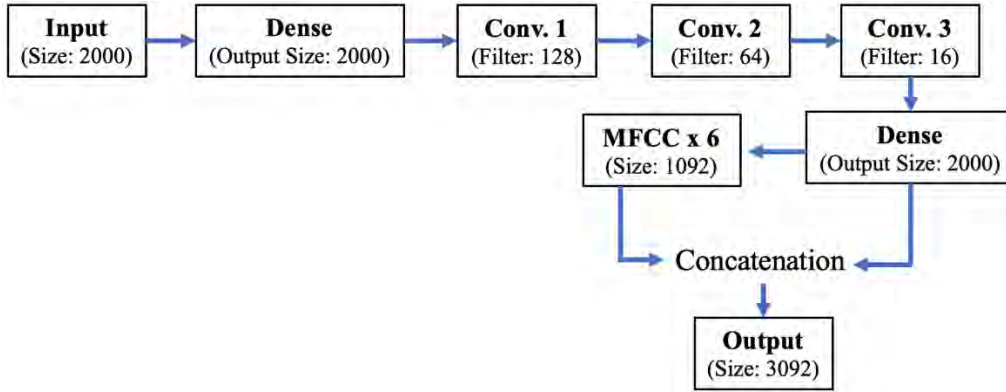 Input
(Size: 2000)
Dense
(Output Size: 2000)
Conv. 1
(Filter: 128)
Conv. 2
(Filter: 64)
Conv. 3
(Filter: 16)
MFCC x 6
(Size: 1092)
Dense
(Output Size: 2000)
Concatenation
Output
(Size: 3092)